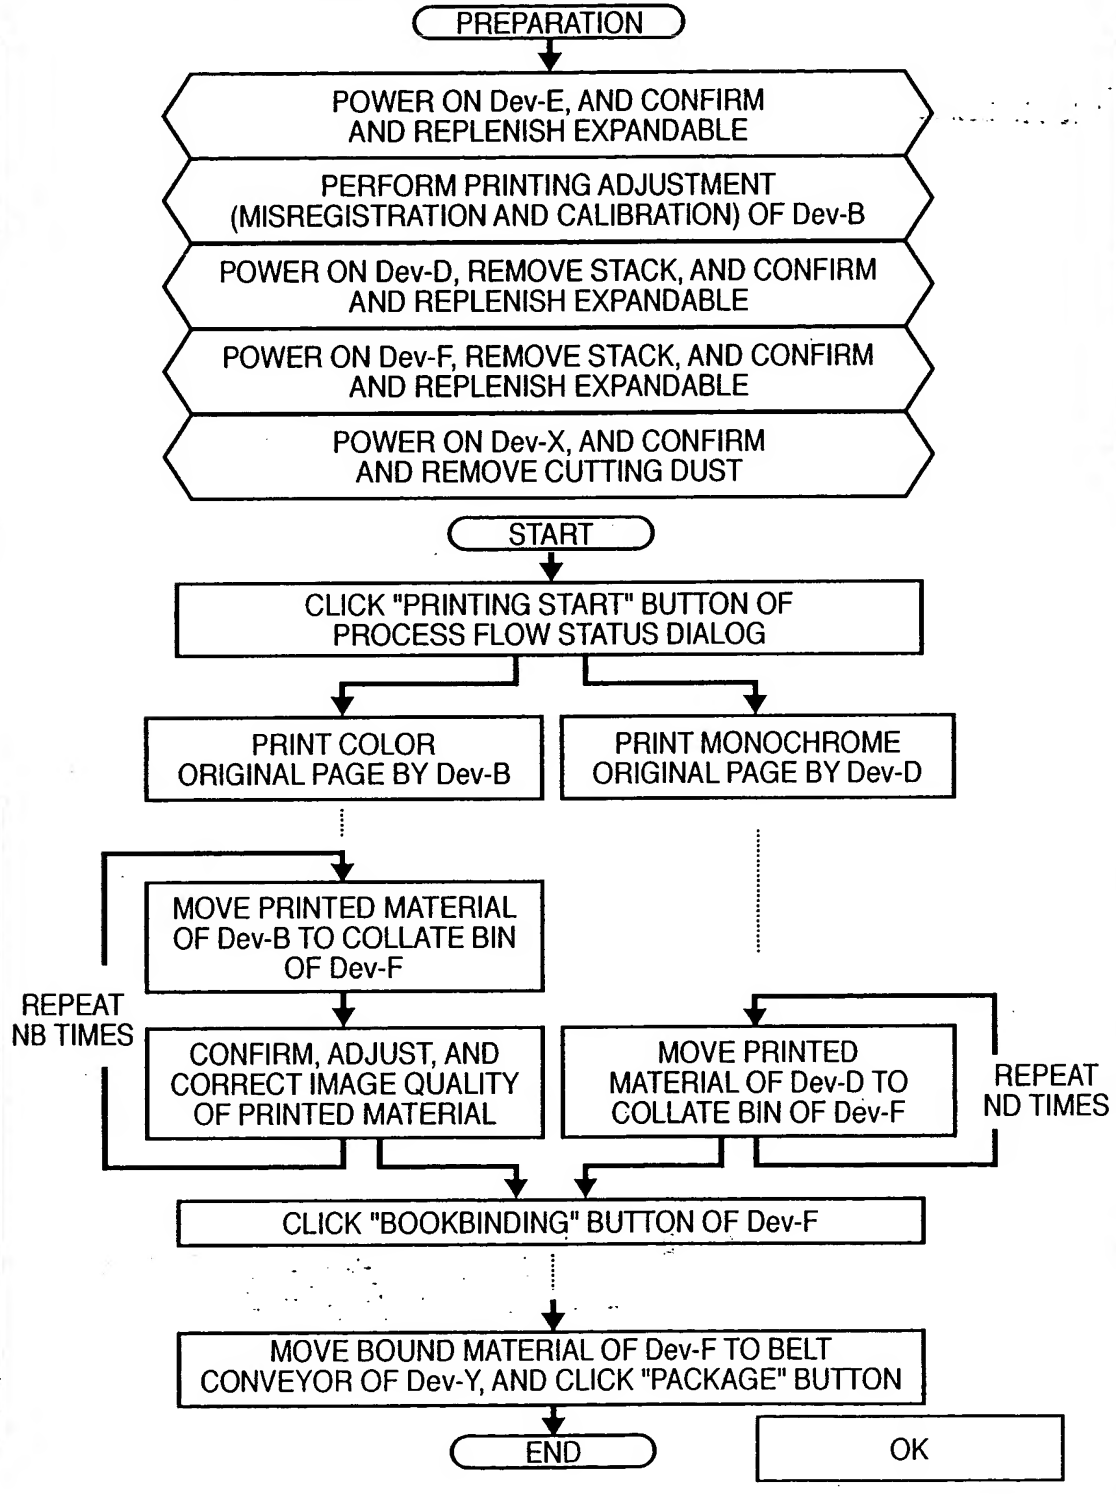 PREPARATION
POWER ON Dev-E, AND CONFIRM
AND REPLENISH EXPANDABLE
PERFORM PRINTING ADJUSTMENT
(MISREGISTRATION AND CALIBRATION) OF Dev-B
POWER ON Dev-D, REMOVE STACK, AND CONFIRM
AND REPLENISH EXPANDABLE
POWER ON Dev-F, REMOVE STACK, AND CONFIRM
AND REPLENISH EXPANDABLE
POWER ON Dev-X, AND CONFIRM
AND REMOVE CUTTING DUST
START
CLICK "PRINTING START" BUTTON OF
PROCESS FLOW STATUS DIALOG
PRINT COLOR
ORIGINAL PAGE BY Dev-B
PRINT MONOCHROME
ORIGINAL PAGE BY Dev-D
MOVE PRINTED MATERIAL
OF Dev-B TO COLLATE BIN
OF Dev-F
REPEAT
NB TIMES
CONFIRM, ADJUST, AND
CORRECT IMAGE QUALITY
OF PRINTED MATERIAL
MOVE PRINTED
MATERIAL OF Dev-D TO
COLLATE BIN OF Dev-F
REPEAT
ND TIMES
CLICK "BOOKBINDING" BUTTON OF Dev-F
MOVE BOUND MATERIAL OF Dev-F TO BELT
CONVEYOR OF Dev-Y, AND CLICK "PACKAGE" BUTTON
END
OK